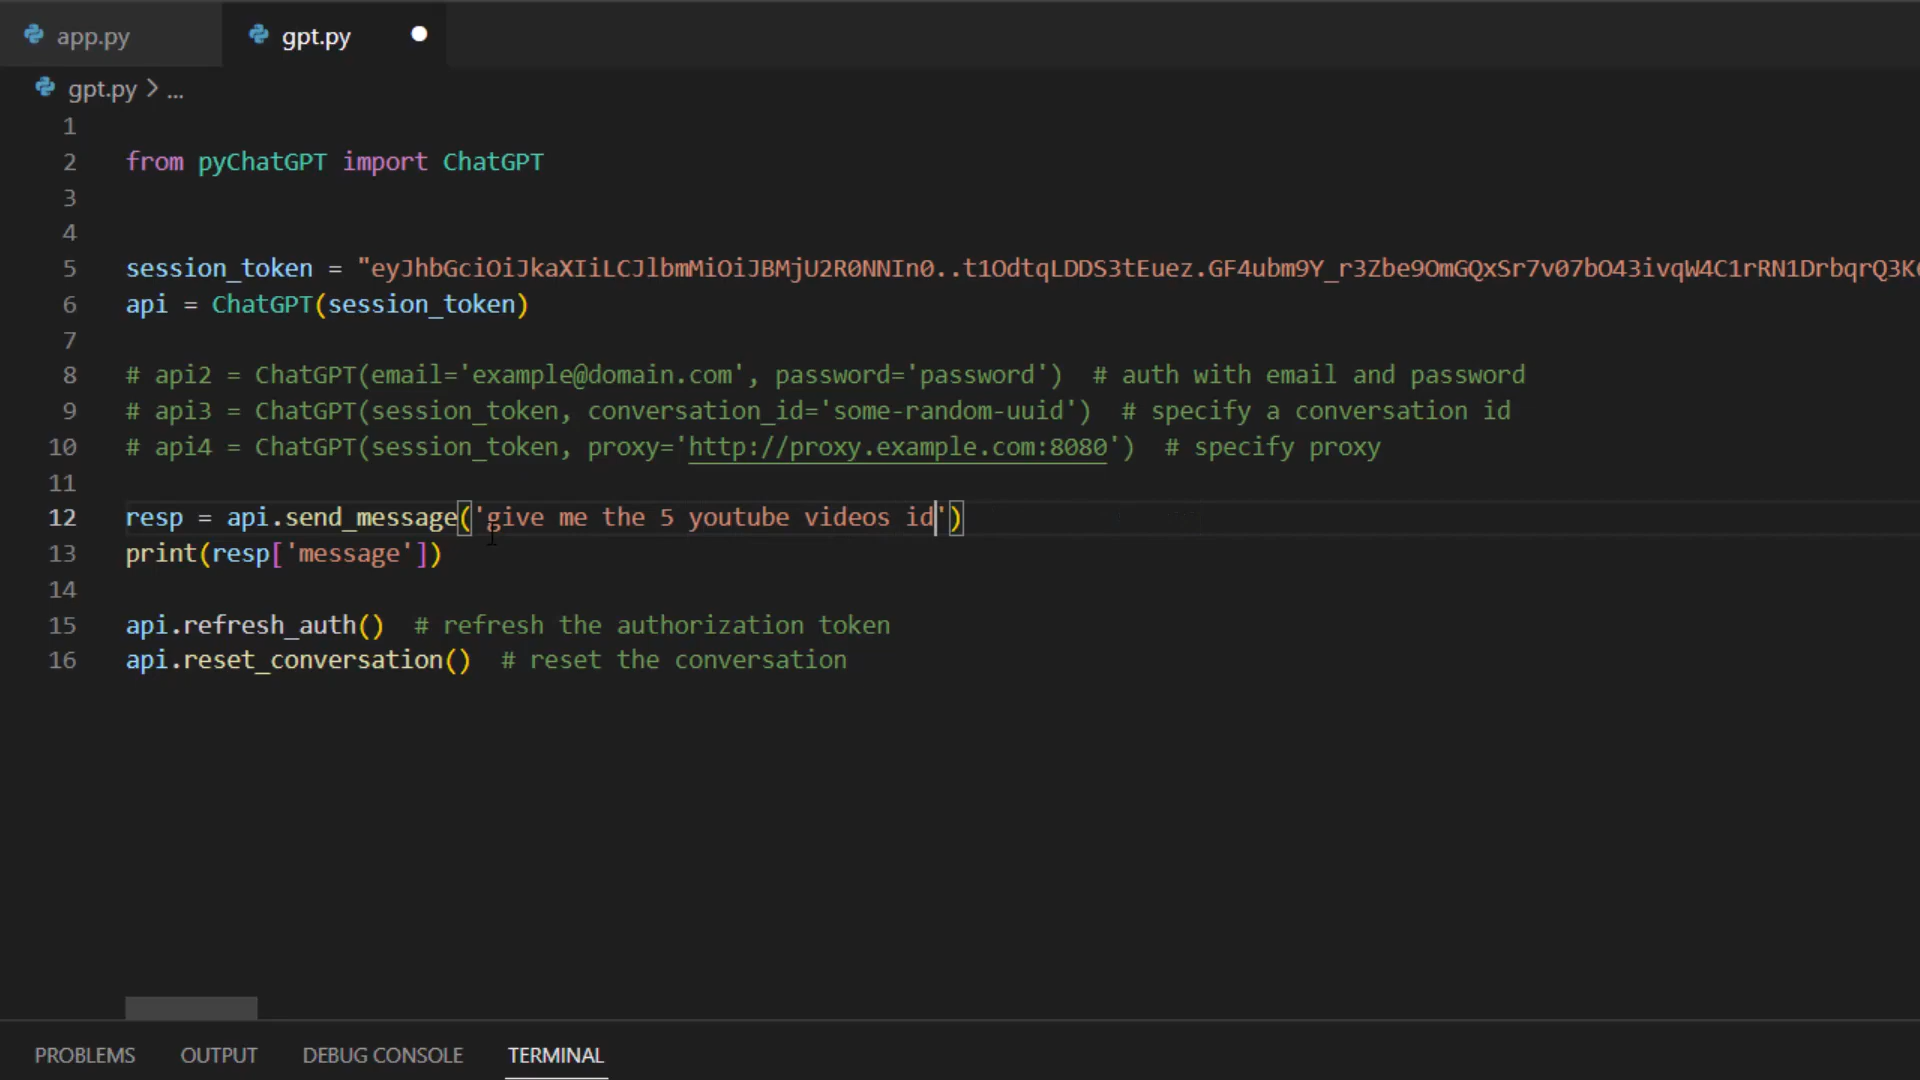 app.py
gpt.py
gpt.py > ...
1
2 from pyChatGPT import ChatGPT
3
4
5 session_token = "eyJhbGciOiJkaXIiLCJlbmMiOiJBMjU2R0NNIn0..t1OdtqLDDS3tEuez.GF4ubm9Y_r3Zbe9OmGQxSr7v07bO43ivqW4C1rRN1DrbqrQ3K
6 api = ChatGPT(session_token)
7
8 # api2 = ChatGPT(email='example@domain.com', password='password')  # auth with email and password
9 # api3 = ChatGPT(session_token, conversation_id='some-random-uuid')  # specify a conversation id
10 # api4 = ChatGPT(session_token, proxy='http://proxy.example.com:8080')  # specify proxy
11
12 resp = api.send_message('give me the 5 youtube videos id')
13 print(resp['message'])
14
15 api.refresh_auth()  # refresh the authorization token
16 api.reset_conversation()  # reset the conversation
PROBLEMS OUTPUT DEBUG CONSOLE TERMINAL